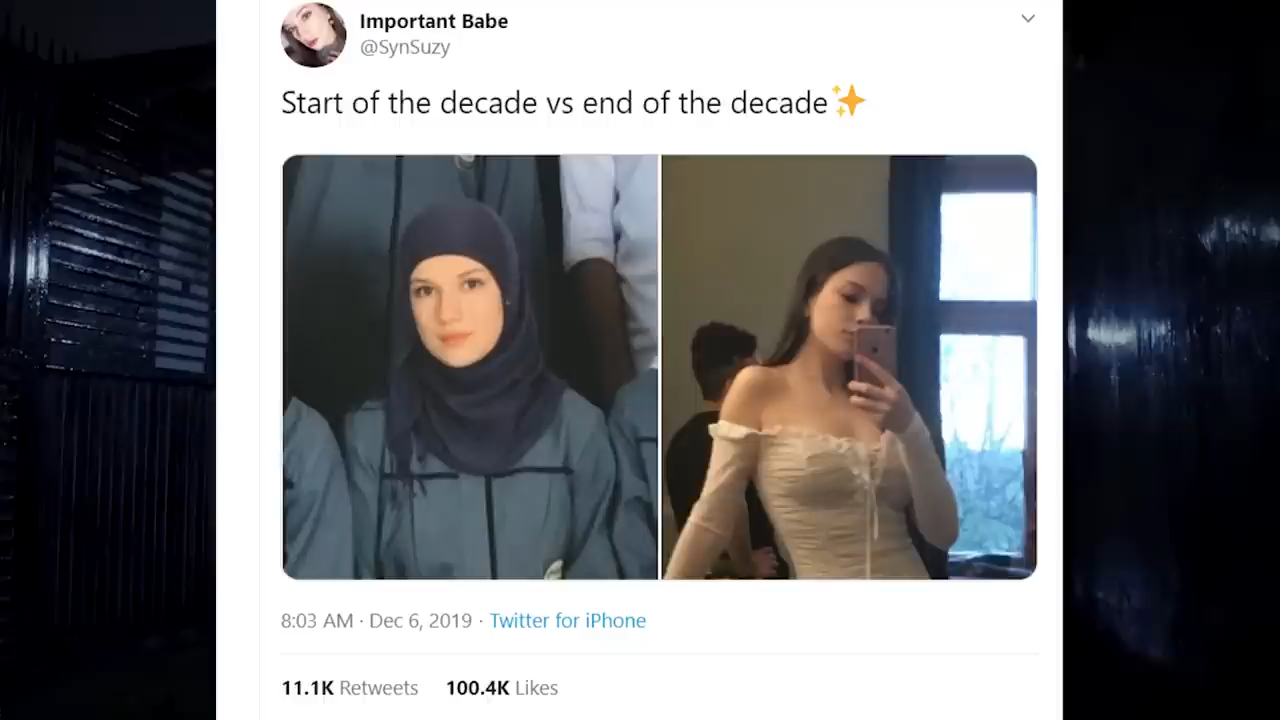 Important Babe
@SynSuzy
Start of the decade vs end of the decade✨
8:03 AM · Dec 6, 2019 · Twitter for iPhone
11.1K Retweets 100.4K Likes